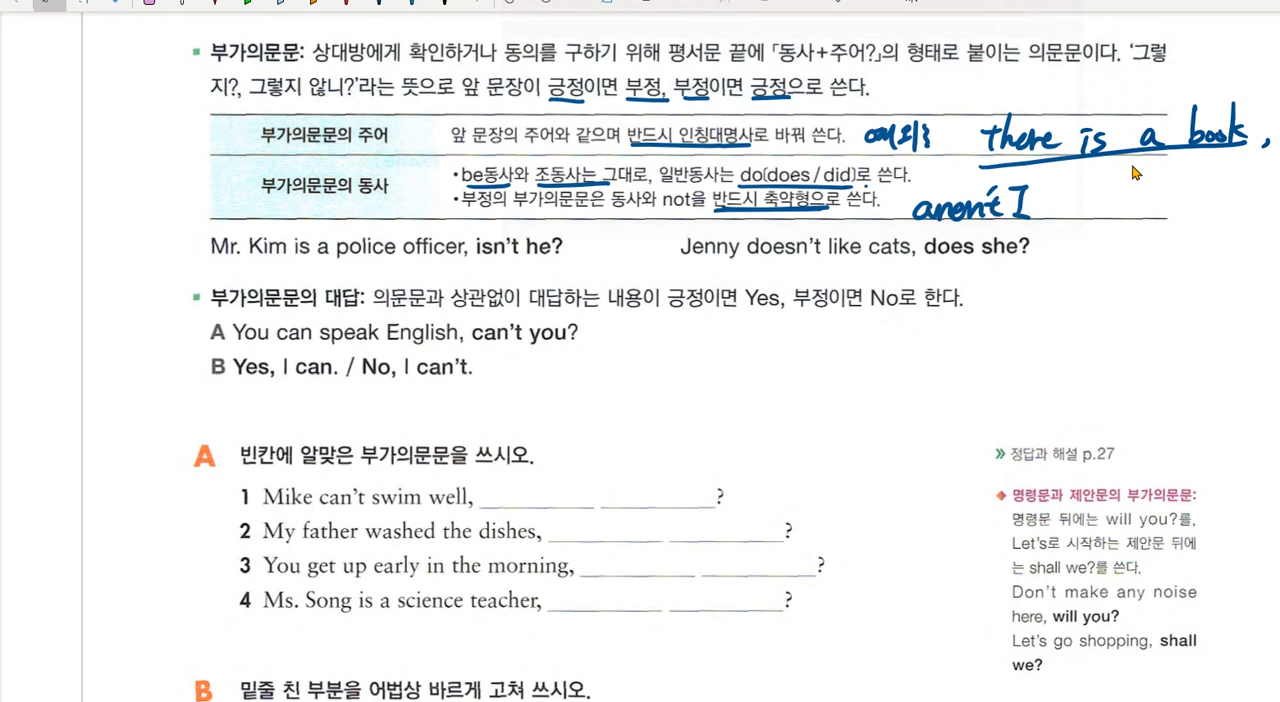 부가의문문: 상대방에게 확인하거나 동의를 구하기 위해 평서문 끝에 「동사+주어?」의 형태로 붙이는 의문문이다. '그렇
지?, 그렇지 않니?'라는 뜻으로 앞 문장이 긍정이면 부정, 부정이면 긍정으로 쓴다.
부가의문문의 주어 앞 문장의 주어와 같으며 반드시 인칭대명사로 바꿔 쓴다. there is a book,
부가의문문의 동사
•be동사와 조동사는 그대로, 일반동사는 do(does / did)로 쓴다.
•부정의 부가의문문은 동사와 not을 반드시 축약형으로 쓴다. aren't I
Mr. Kim is a police officer, isn't he? Jenny doesn't like cats, does she?
부가의문문의 대답: 의문문과 상관없이 대답하는 내용이 긍정이면 Yes, 부정이면 No로 한다.
A You can speak English, can't you?
B Yes, I can. / No, I can't.
A 빈칸에 알맞은 부가의문문을 쓰시오.
1 Mike can't swim well, ____ ____?
2 My father washed the dishes, ____ ____?
3 You get up early in the morning, ____ ____?
4 Ms. Song is a science teacher, ____ ____?
» 정답과 해설 p.27
명령문과 제안문의 부가의문문:
명령문 뒤에는 will you?를,
Let's로 시작하는 제안문 뒤에
는 shall we?를 쓴다.
Don't make any noise
here, will you?
Let's go shopping, shall
we?
B 밑줄 친 부분을 어법상 바르게 고쳐 쓰시오.